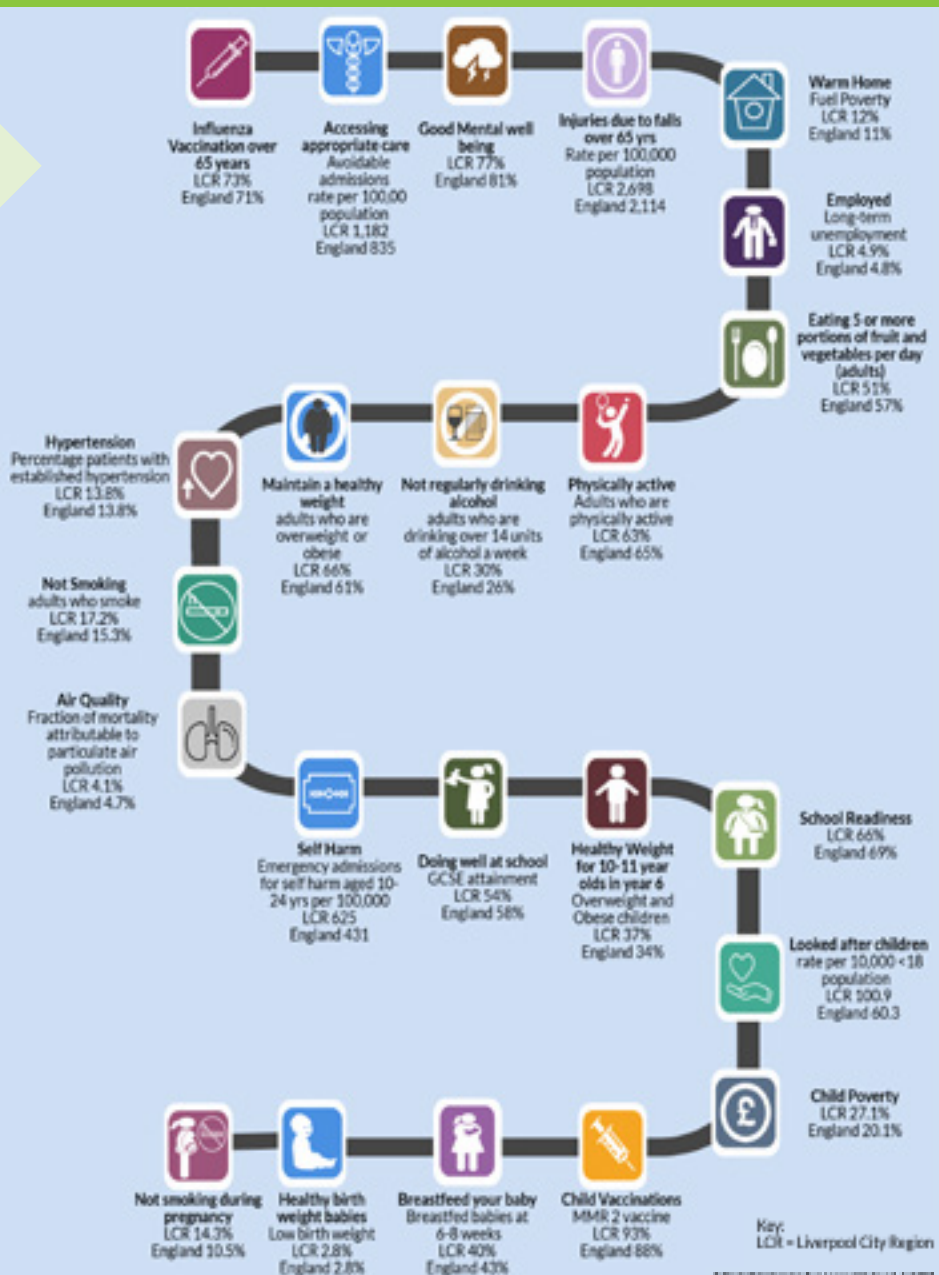 Influenza
Vaccination over
65 years
LCR 73%
England 71%
Accessing
appropriate care
Avoidable
admissions
rate per 100,00
population
LCR 1,182
England 835
Good Mental well
being
LCR 77%
England 81%
Injuries due to falls
over 65 yrs
Rate per 100,000
population
LCR 2,698
England 2,114
Warm Home
Fuel Poverty
LCR 12%
England 11%
Employed
Long-term
unemployment
LCR 4.9%
England 4.8%
Eating 5 or more
portions of fruit and
vegetables per day
(adults)
LCR 51%
England 57%
Hypertension
Percentage patients with
established hypertension
LCR 13.8%
England 13.8%
Maintain a healthy
weight
adults who are
overweight or
obese
LCR 66%
England 61%
Not regularly drinking
alcohol
adults who are
drinking over 14 units
of alcohol a week
LCR 30%
England 26%
Physically active
Adults who are
physically active
LCR 63%
England 65%
Not Smoking
adults who smoke
LCR 17.2%
England 15.3%
Air Quality
Fraction of mortality
attributable to
particulate air
pollution
LCR 4.1%
England 4.7%
Self Harm
Emergency admissions
for self harm aged 10-
24 yrs per 100,000
LCR 625
England 431
Doing well at school
GCSE attainment
LCR 54%
England 58%
Healthy Weight
for 10-11 year
olds in year 6
Overweight and
Obese children
LCR 37%
England 34%
School Readiness
LCR 66%
England 69%
Looked after children
rate per 10,000 <18
population
LCR 100.9
England 60.3
£
Child Poverty
LCR 27.1%
England 20.1%
Not smoking during
pregnancy
LCR 14.3%
England 10.5%
Healthy birth
weight babies
Low birth weight
LCR 2.8%
England 2.8%
Breastfeed your baby
Breastfed babies at
6-8 weeks
LCR 40%
England 43%
Child Vaccinations
MMR 2 vaccine
LCR 93%
England 88%
Key:
LCR = Liverpool City Region